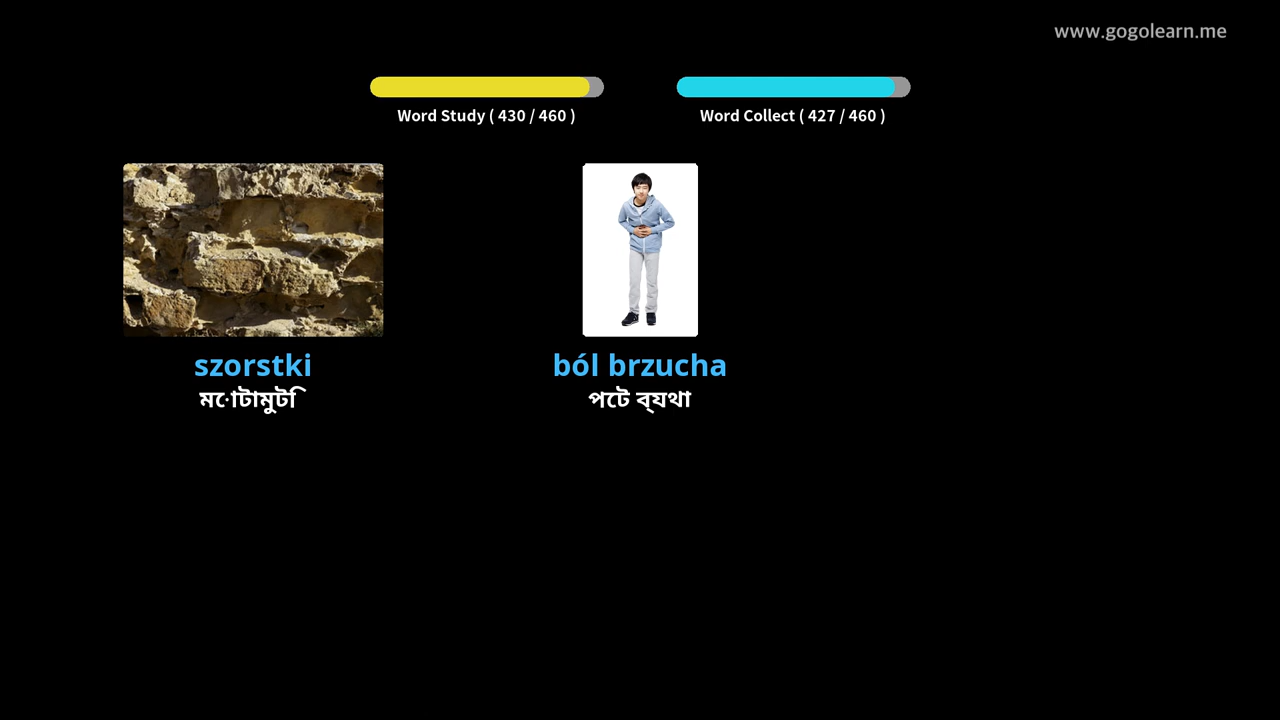 www.gogolearn.me
Word Study ( 430 / 460 )
Word Collect ( 427 / 460 )
szorstki
মোটামুটি
ból brzucha
পেটে ব্যথা